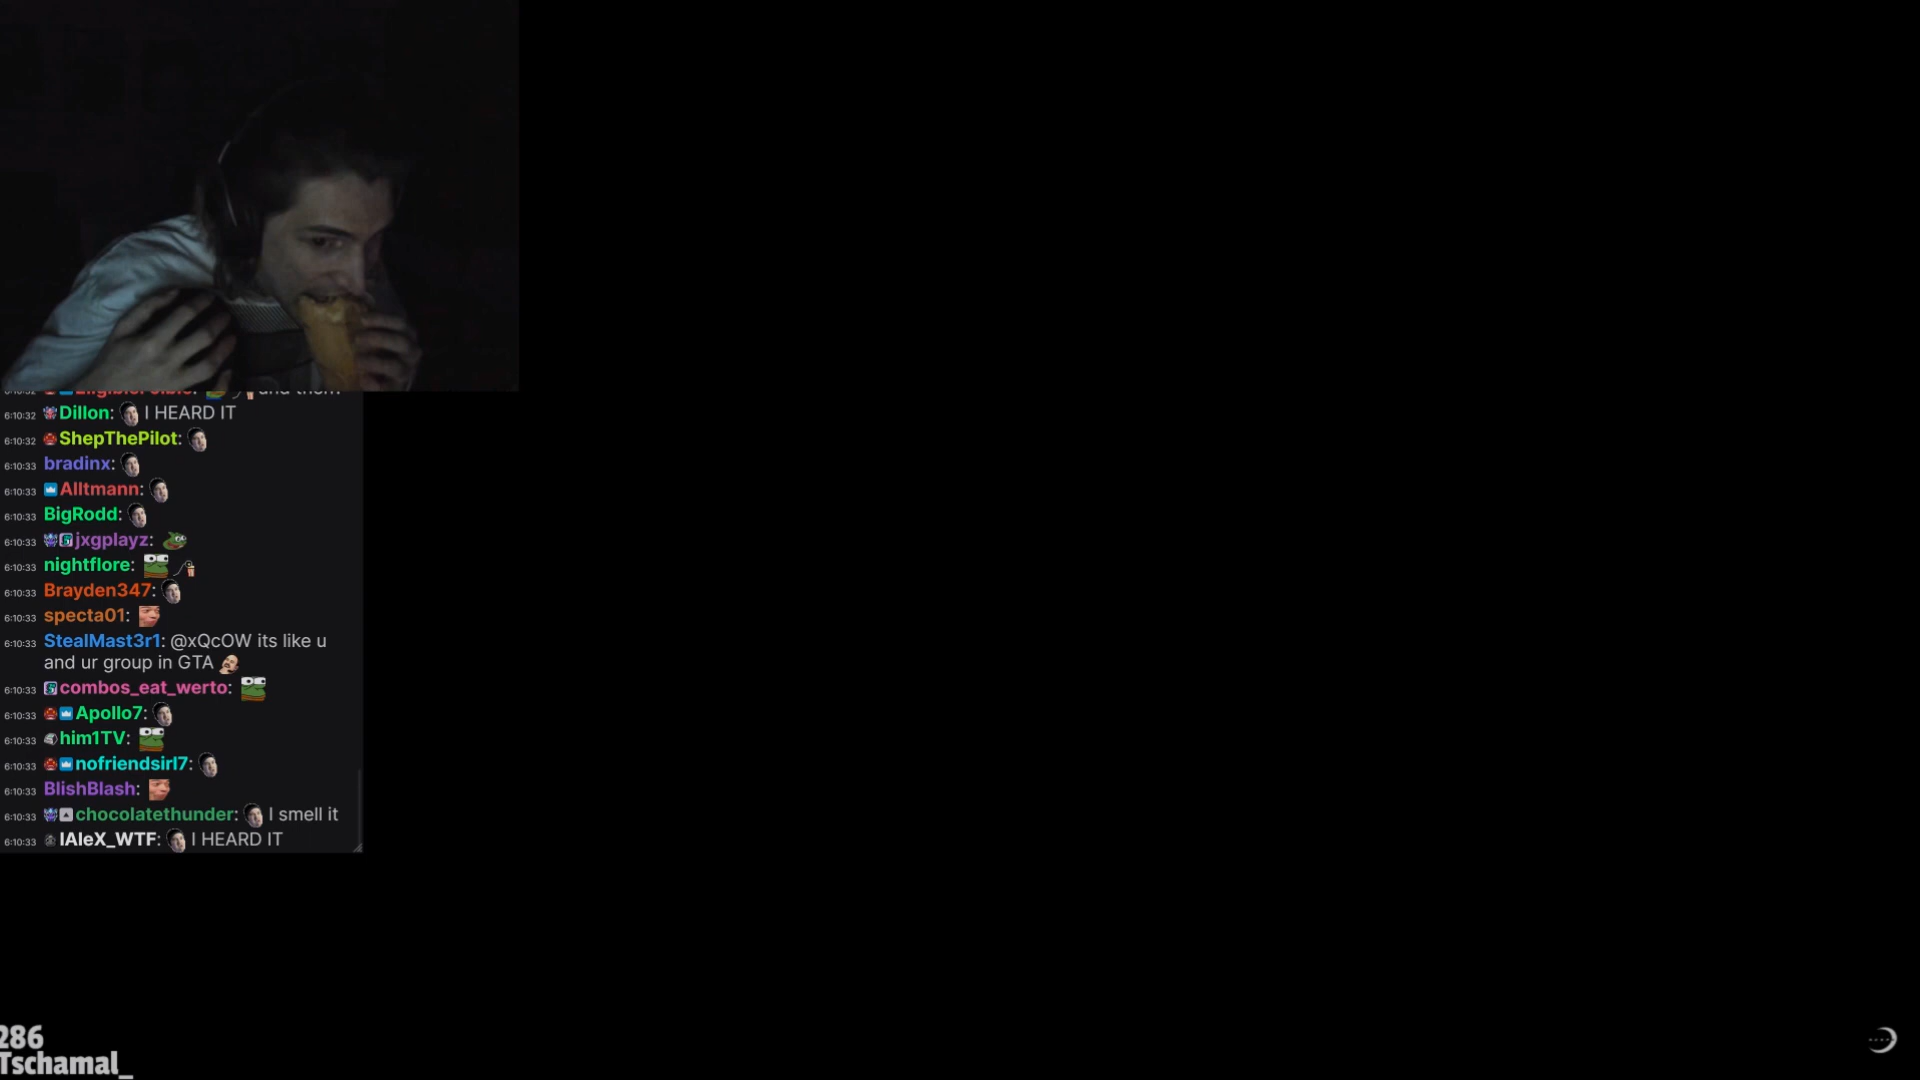 and them
6:10:32 Dillon: I HEARD IT
6:10:32 ShepThePilot:
6:10:33 bradinx:
6:10:33 Alltmann:
6:10:33 BigRodd:
6:10:33 jxgplayz:
6:10:33 nightflore:
6:10:33 Brayden347:
6:10:33 specta01:
6:10:33 StealMast3r1: @xQcOW its like u
and ur group in GTA
6:10:33 combos_eat_werto:
6:10:33 Apollo7:
6:10:33 him1TV:
6:10:33 nofriendsirl7:
6:10:33 BlishBlash:
6:10:33 chocolatethunder: I smell it
6:10:33 IAleX_WTF: I HEARD IT
286
Tschamal_